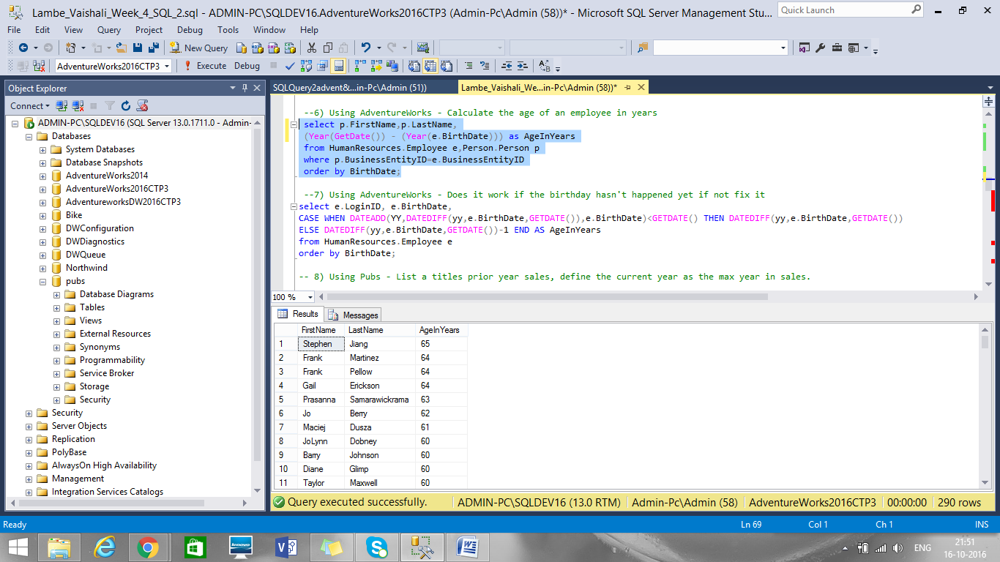 Lambe_Vaishali_Week_4_SQL_2.sql - ADMIN-PC\SQLDEV16.AdventureWorks2016CTP3 (Admin-Pc\Admin (58))* - Microsoft SQL Server Management Stu...
Quick Launch
File Edit View Query Project Debug Tools Window Help
New Query
MDX DMX XMLA
AdventureWorks2016CTP3
Execute Debug
Object Explorer
SQLQuery2advent&...in-Pc\Admin (51))
Lambe_Vaishali_We...in-Pc\Admin (58))*
Connect
ADMIN-PC\SQLDEV16 (SQL Server 13.0.1711.0 - Admin-
Databases
System Databases
Database Snapshots
AdventureWorks2014
AdventureWorks2016CTP3
AdventureworksDW2016CTP3
Bike
DWConfiguration
DWDiagnostics
DWQueue
Northwind
pubs
Database Diagrams
Tables
Views
External Resources
Synonyms
Programmability
Service Broker
Storage
Security
Security
Server Objects
Replication
PolyBase
AlwaysOn High Availability
Management
Integration Services Catalogs
--6) Using AdventureWorks - Calculate the age of an employee in years
select p.FirstName,p.LastName,
(Year(GetDate()) - (Year(e.BirthDate))) as AgeInYears
from HumanResources.Employee e,Person.Person p
where p.BusinessEntityID=e.BusinessEntityID
order by BirthDate;
--7) Using AdventureWorks - Does it work if the birthday hasn't happened yet if not fix it
select e.LoginID, e.BirthDate,
CASE WHEN DATEADD(YY,DATEDIFF(yy,e.BirthDate,GETDATE()),e.BirthDate)<GETDATE() THEN DATEDIFF(yy,e.BirthDate,GETDATE())
ELSE DATEDIFF(yy,e.BirthDate,GETDATE())-1 END AS AgeInYears
from HumanResources.Employee e
order by BirthDate;
-- 8) Using Pubs - List a titles prior year sales, define the current year as the max year in sales.
100 %
Results Messages
FirstName LastName AgeInYears
1 Stephen Jiang 65
2 Frank Martinez 64
3 Frank Pellow 64
4 Gail Erickson 64
5 Prasanna Samarawickrama 63
6 Jo Berry 62
7 Maciej Dusza 61
8 JoLynn Dobney 60
9 Barry Johnson 60
10 Diane Glimp 60
11 Taylor Maxwell 60
Query executed successfully.
ADMIN-PC\SQLDEV16 (13.0 RTM) Admin-Pc\Admin (58) AdventureWorks2016CTP3 00:00:00 290 rows
Ready
Ln 69 Col 1 Ch 1 INS
lenovo
ENG
21:51
16-10-2016